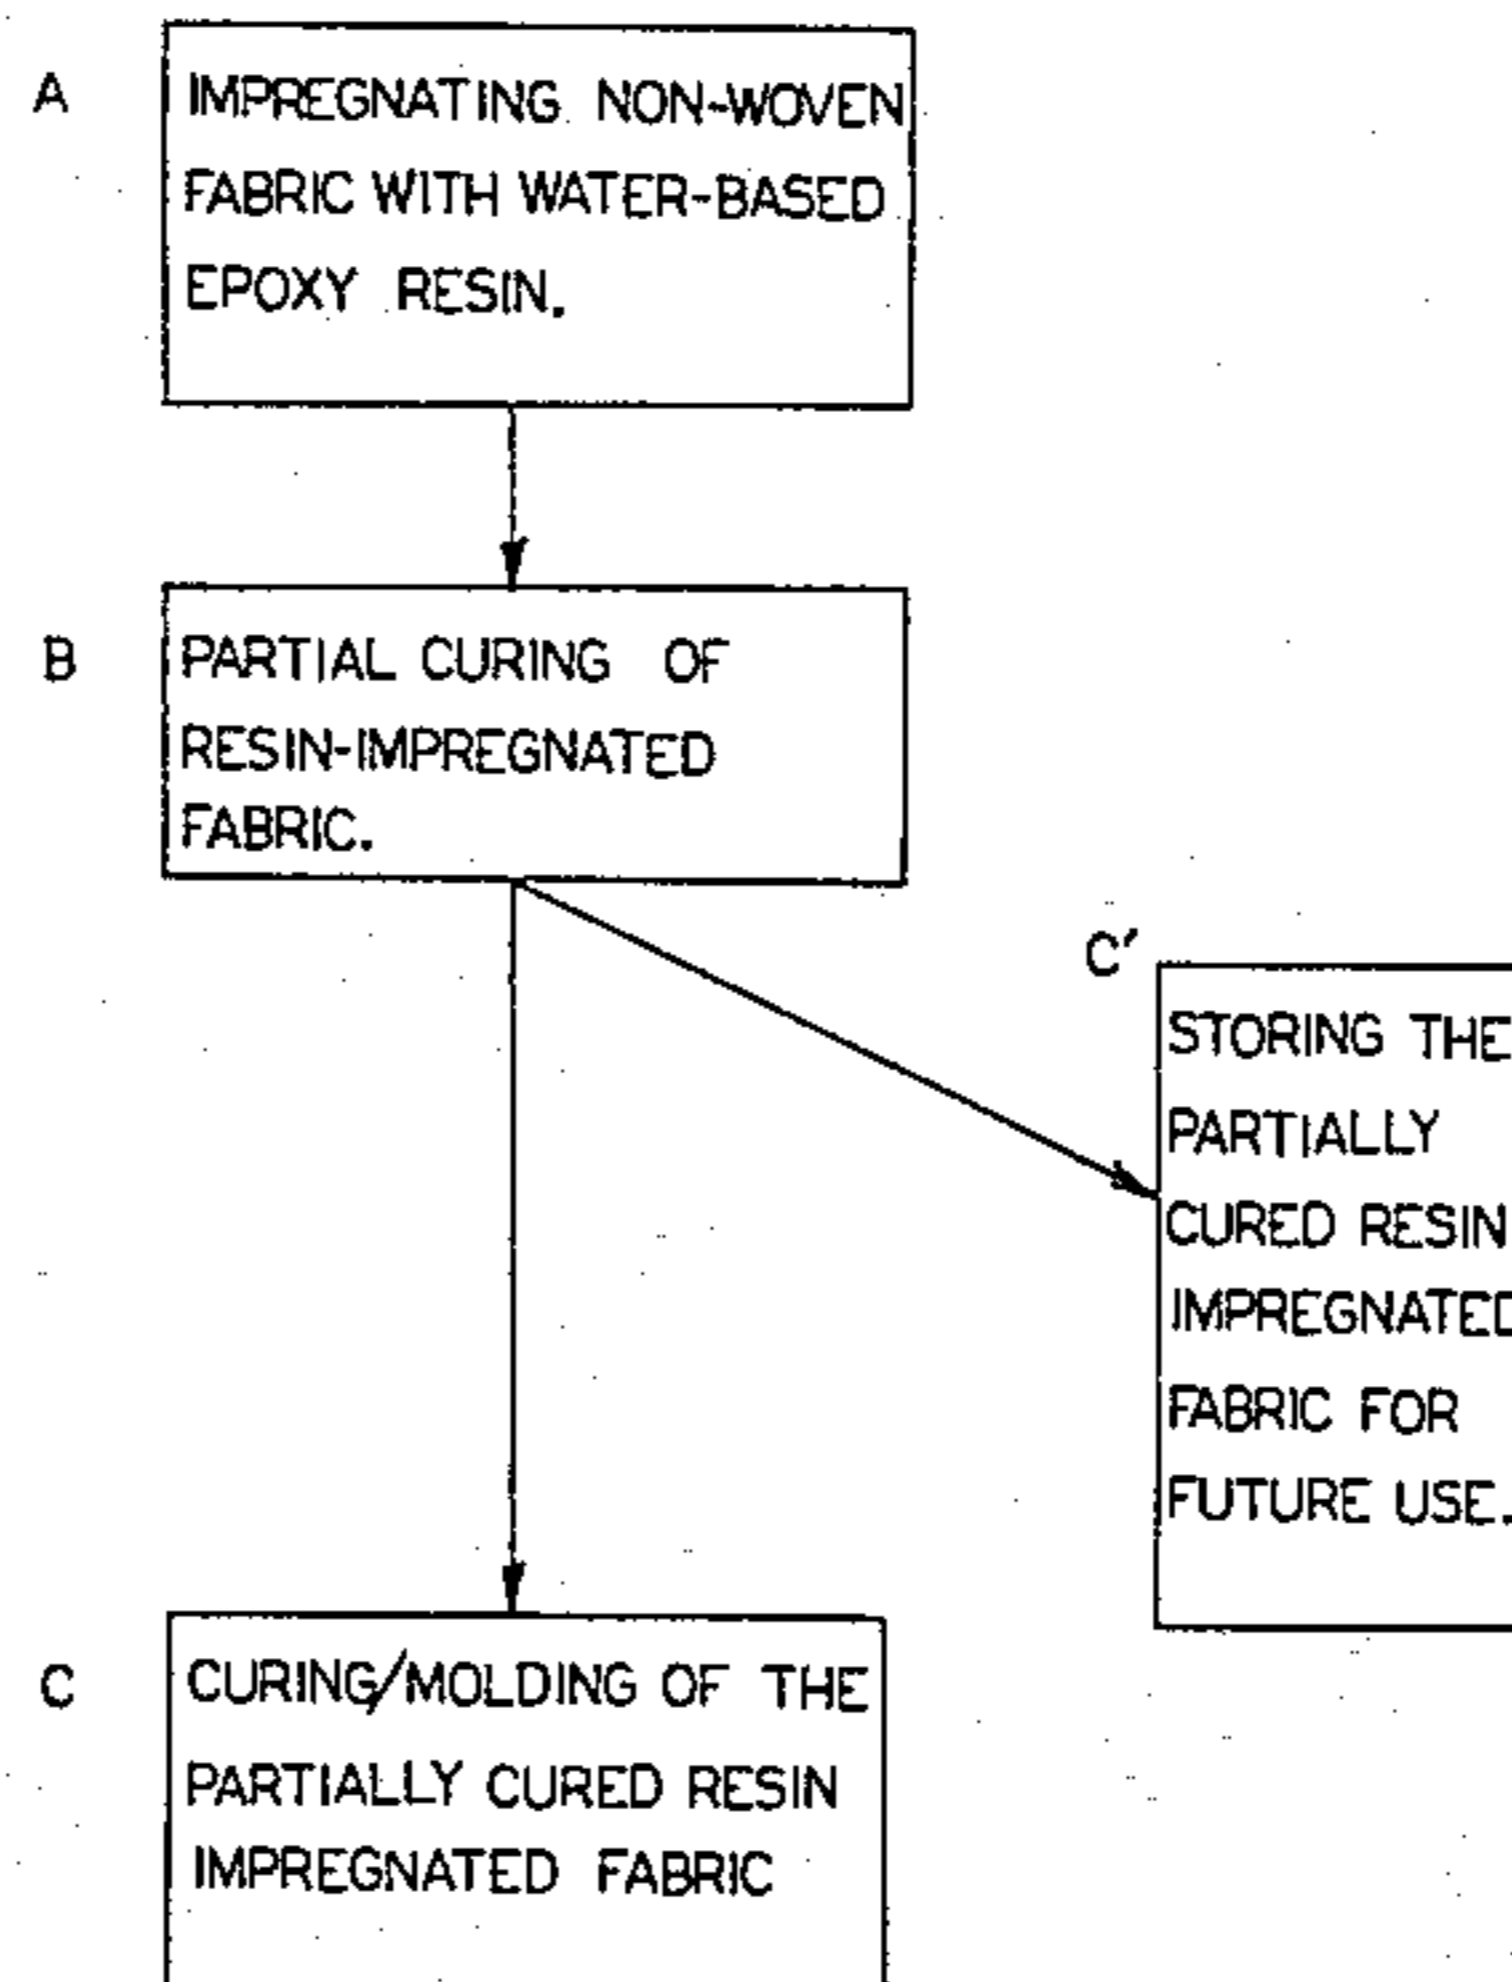 A
IMPREGNATING NON-WOVEN
FABRIC WITH WATER-BASED
EPOXY RESIN.
B
PARTIAL CURING OF
RESIN-IMPREGNATED
FABRIC.
C'
STORING THE
PARTIALLY
CURED RESIN
IMPREGNATED
FABRIC FOR
FUTURE USE.
C
CURING/MOLDING OF THE
PARTIALLY CURED RESIN
IMPREGNATED FABRIC